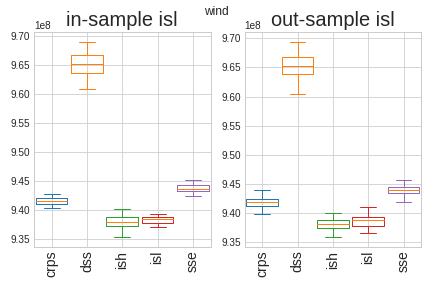 wind
in-sample isl
out-sample isl
1e8
9.70
9.65
9.60
9.55
9.50
9.45
9.40
9.35
crps
dss
ish
isl
sse
1e8
9.70
9.65
9.60
9.55
9.50
9.45
9.40
9.35
crps
dss
ish
isl
sse